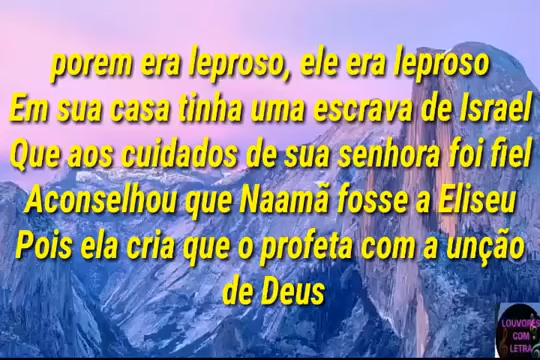 porem era leproso, ele era leproso
Em sua casa tinha uma escrava de Israel
Que aos cuidados de sua senhora foi fiel
Aconselhou que Naamã fosse a Eliseu
Pois ela cria que o profeta com a unção
de Deus
LOUVORES
COM
LETRA